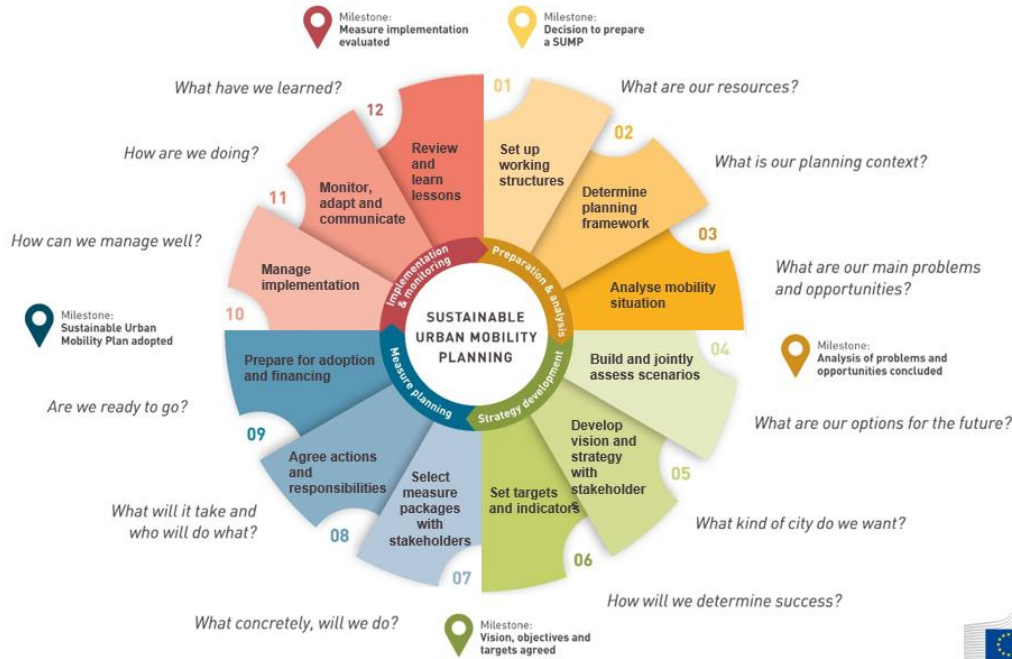 Milestone:
Measure implementation
evaluated
Milestone:
Decision to prepare
a SUMP
What have we learned?
What are our resources?
How are we doing?
What is our planning context?
How can we manage well?
What are our main problems
and opportunities?
Milestone:
Sustainable Urban
Mobility Plan adopted
Milestone:
Analysis of problems and
opportunities concluded
Are we ready to go?
What are our options for the future?
What will it take and
who will do what?
What kind of city do we want?
What concretely, will we do?
How will we determine success?
Milestone:
Vision, objectives and
targets agreed
01
Set up
working
structures
02
Determine
planning
framework
03
Analyse mobility
situation
04
Build and jointly
assess scenarios
05
Develop
vision and
strategy
with
stakeholder
s
06
Set targets
and indicators
07
Select
measure
packages
with
stakeholders
08
Agree actions
and
responsibilities
09
Prepare for adoption
and financing
10
Manage
implementation
11
Monitor,
adapt and
communicate
12
Review
and
learn
lessons
Preparation & analysis
Strategy development
Measure planning
Implementation
& monitoring
SUSTAINABLE
URBAN MOBILITY
PLANNING